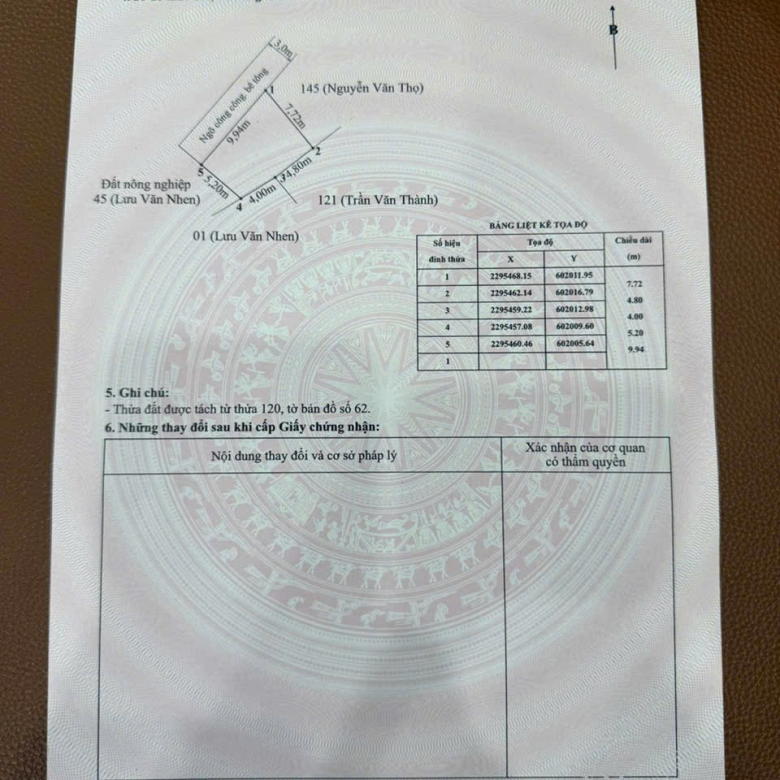 B
3,0m
Ngõ công cộng. bê tông
1
145 (Nguyễn Văn Thọ)
9,94m
7,72m
2
5
5,20m
4,00m
3
4,80m
Đất nông nghiệp
45 (Lưu Văn Nhen)
4
121 (Trần Văn Thành)
01 (Lưu Văn Nhen)
BẢNG LIỆT KÊ TỌA ĐỘ
Số hiệu đỉnh thửa Tọa độ Chiều dài (m)
X Y
1 2295468.15 602011.95
7.72
2 2295462.14 602016.79
4.80
3 2295459.22 602012.98
4.00
4 2295457.08 602009.60
5.20
5 2295460.46 602005.64
9.94
1
5. Ghi chú:
- Thửa đất được tách từ thửa 120, tờ bản đồ số 62.
6. Những thay đổi sau khi cấp Giấy chứng nhận:
Nội dung thay đổi và cơ sở pháp lý
Xác nhận của cơ quan
có thẩm quyền